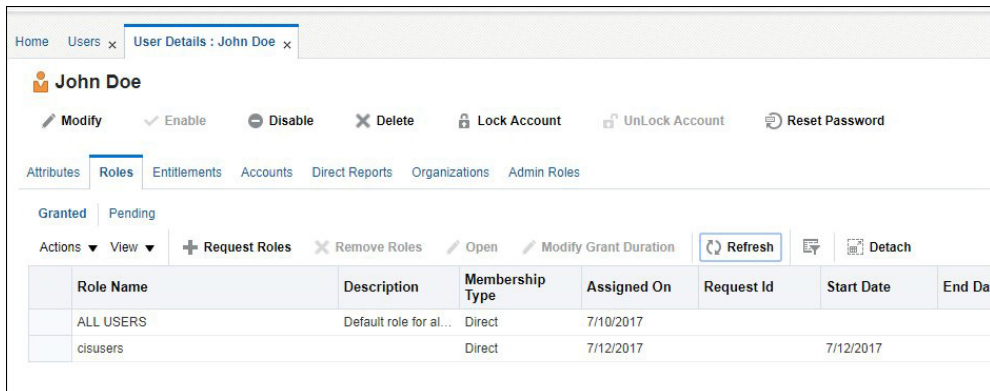 Home Users x User Details : John Doe x
John Doe
Modify Enable Disable Delete Lock Account UnLock Account Reset Password
Attributes Roles Entitlements Accounts Direct Reports Organizations Admin Roles
Granted Pending
Actions View Request Roles Remove Roles Open Modify Grant Duration Refresh Detach
Role Name Description Membership Type Assigned On Request Id Start Date End Da
ALL USERS Default role for al... Direct 7/10/2017
cisusers Direct 7/12/2017 7/12/2017